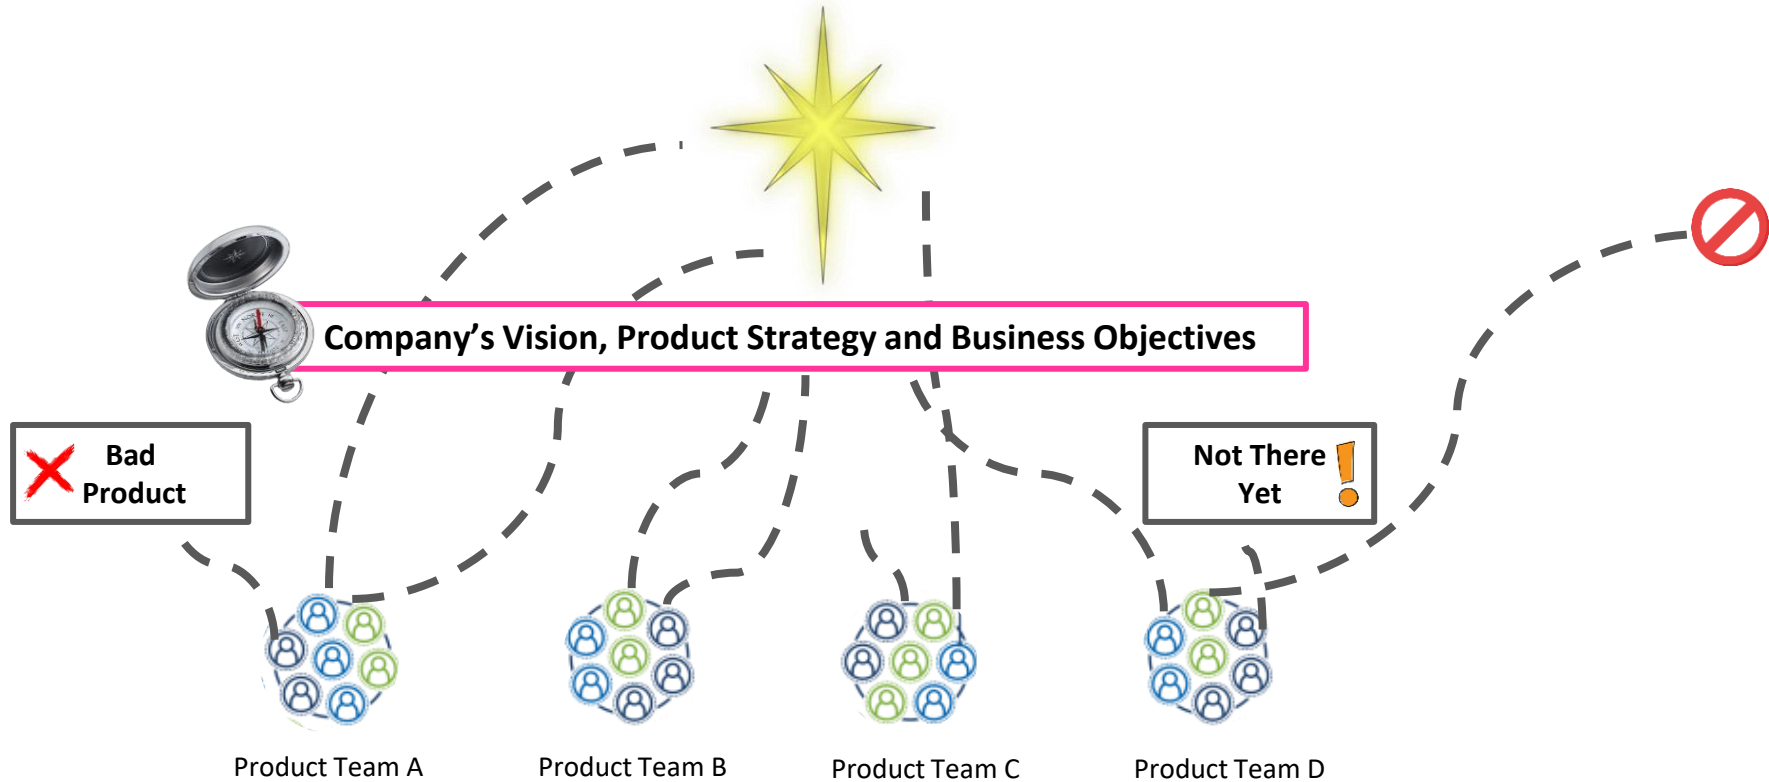 Company’s Vision, Product Strategy and Business Objectives
Bad
Product
Not There
Yet
Product Team A
Product Team B
Product Team C
Product Team D